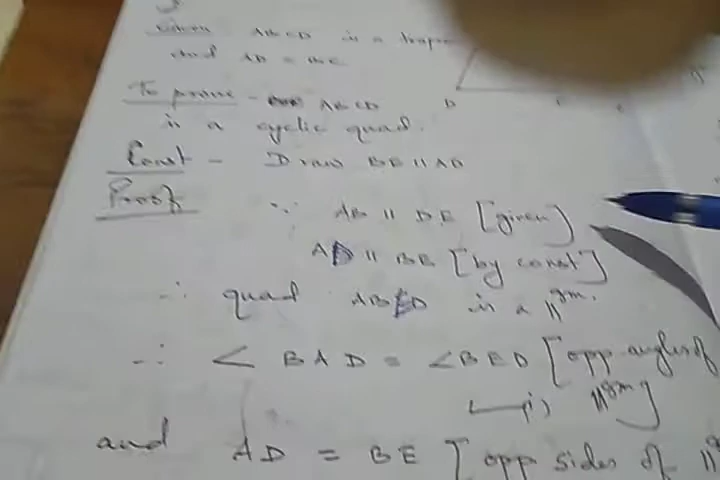 Given ABCD is a trape
and AD = BC
To prove - ABCD
is a cyclic quad.
Const - Draw BE || AD
Proof ∵ AB || DE [given]
AD || BE [by const]
∴ quad ABED is a ||gm.
∴ < BAD = <BED [opp. angles of
(i) ||gm]
and AD = BE [opp sides of ||g
D